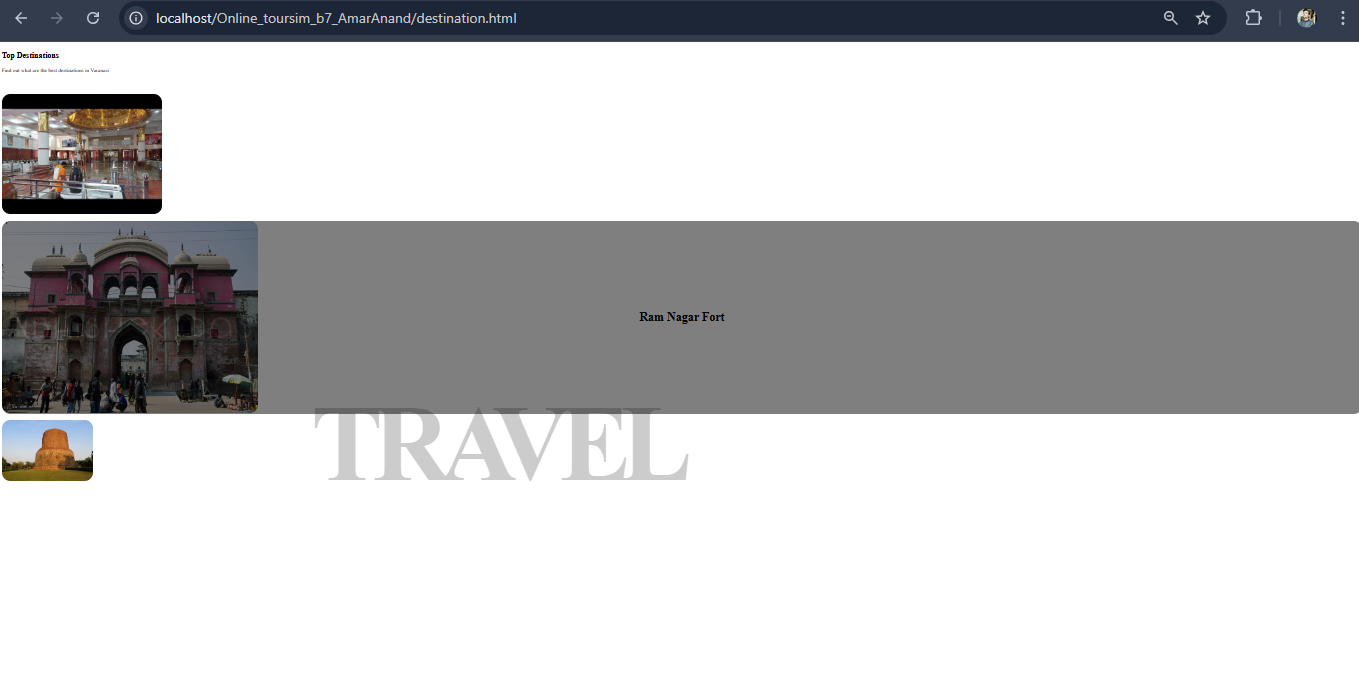 localhost/Online_toursim_b7_AmarAnand/destination.html
Top Destinations
Find out what are the best destinations in Varanasi
Ram Nagar Fort
TRAVEL